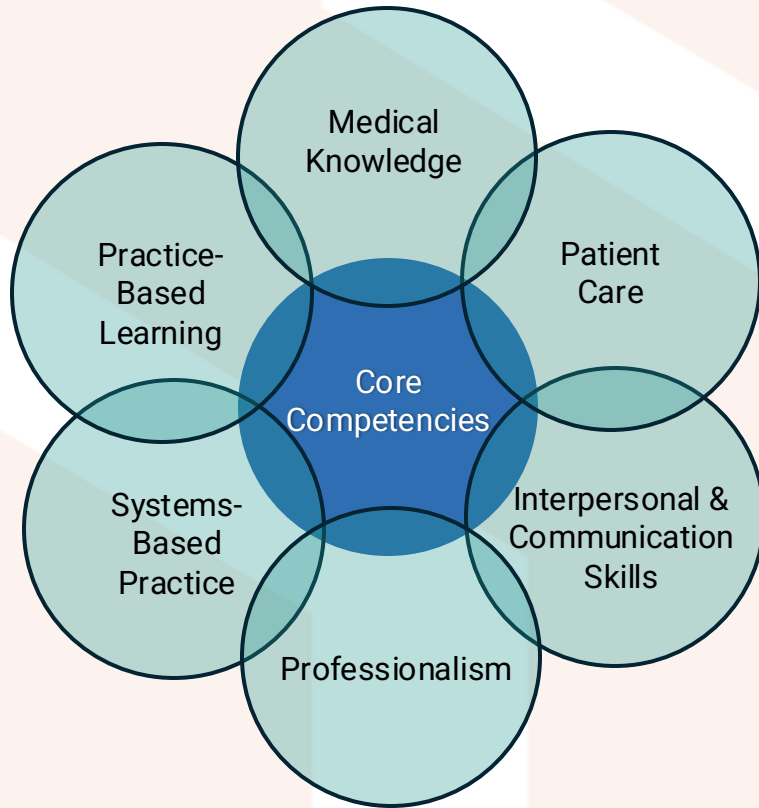 Medical
Knowledge
Patient
Care
Practice-
Based
Learning
Core
Competencies
Interpersonal &
Communication
Skills
Systems-
Based
Practice
Professionalism